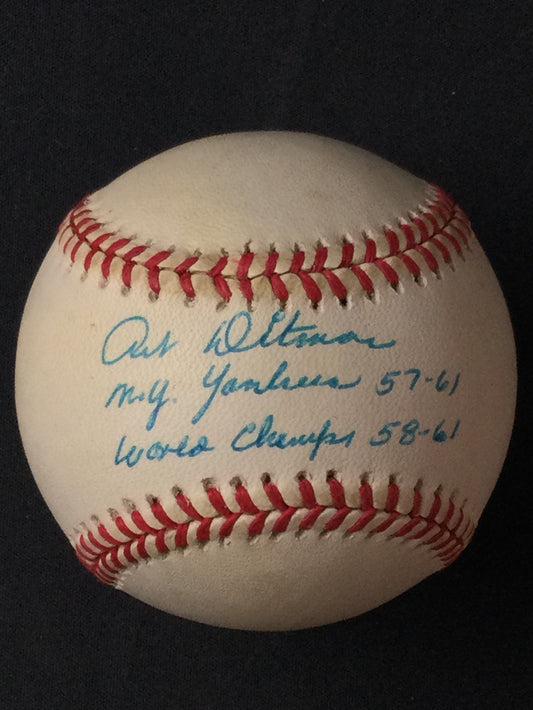 Art Ditmar
N.Y. Yankees 57-61
World Champs 58-61